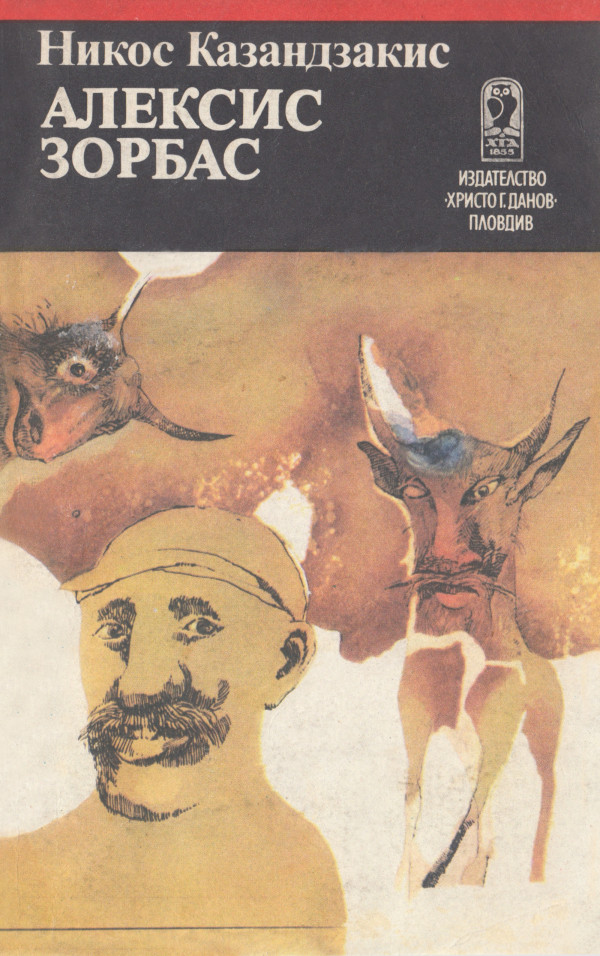 Никос Казандзакис
АЛЕКСИС
ЗОРБАС
ХГД
1855
ИЗДАТЕЛСТВО
·ХРИСТО Г. ДАНОВ·
ПЛОВДИВ